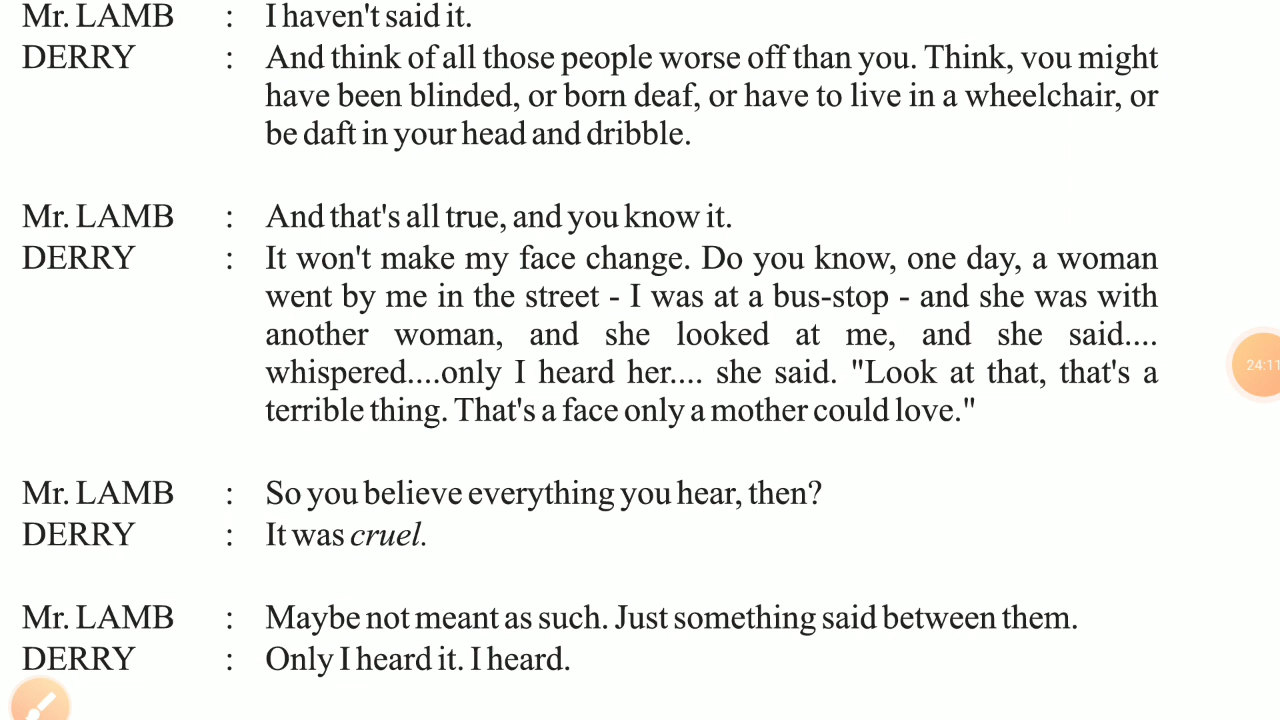 Mr. LAMB : I haven't said it.
DERRY : And think of all those people worse off than you. Think, vou might
have been blinded, or born deaf, or have to live in a wheelchair, or
be daft in your head and dribble.
Mr. LAMB : And that's all true, and you know it.
DERRY : It won't make my face change. Do you know, one day, a woman
went by me in the street - I was at a bus-stop - and she was with
another woman, and she looked at me, and she said....
whispered....only I heard her.... she said. "Look at that, that's a
terrible thing. That's a face only a mother could love."
Mr. LAMB : So you believe everything you hear, then?
DERRY : It was cruel.
Mr. LAMB : Maybe not meant as such. Just something said between them.
DERRY : Only I heard it. I heard.
24:11